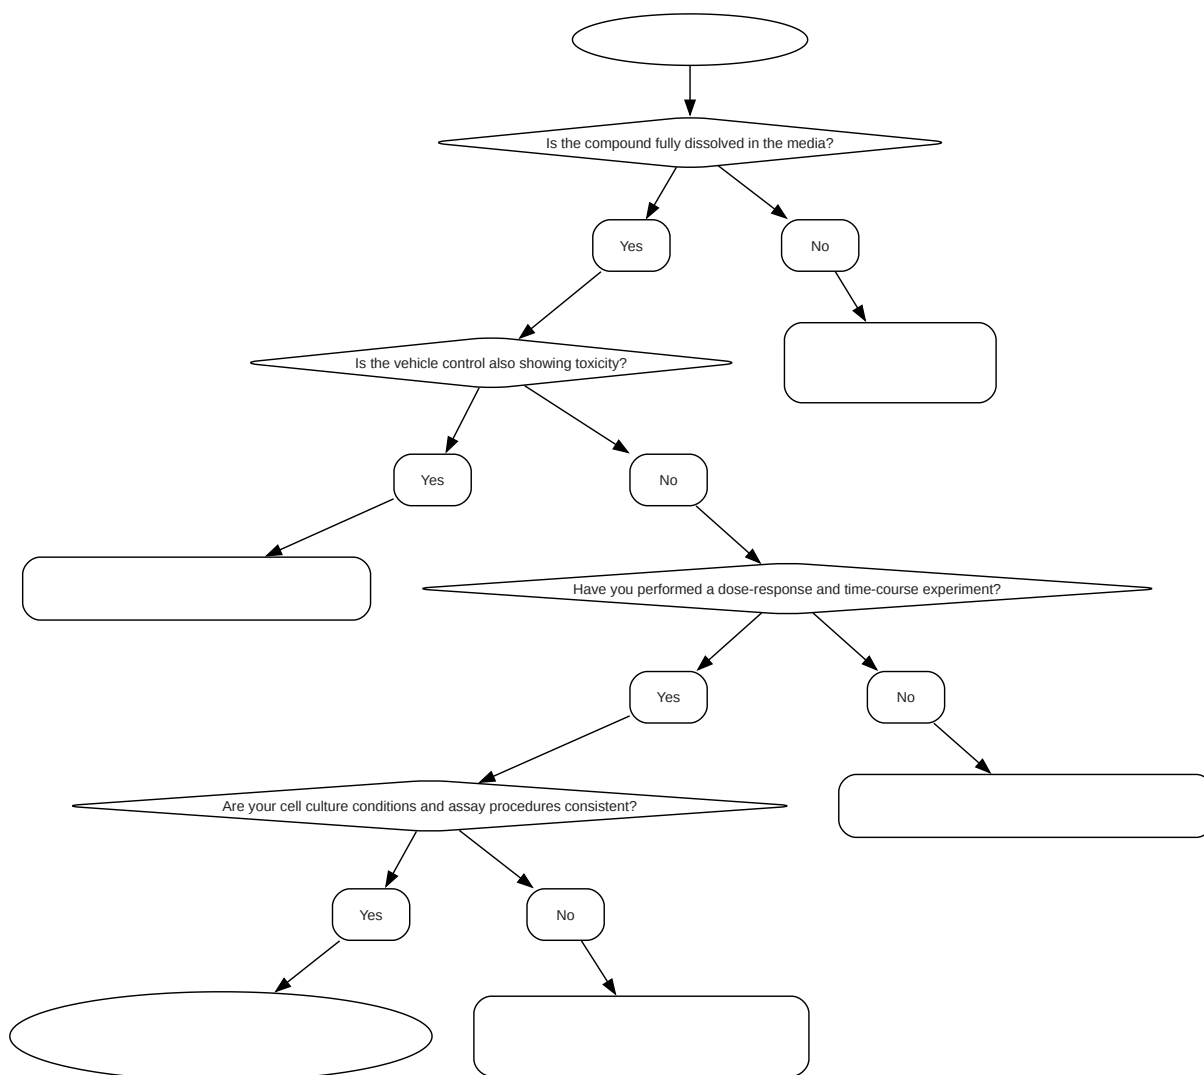 Is the compound fully dissolved in the media?
Yes
No
Is the vehicle control also showing toxicity?
Yes
No
Have you performed a dose-response and time-course experiment?
Yes
No
Are your cell culture conditions and assay procedures consistent?
Yes
No